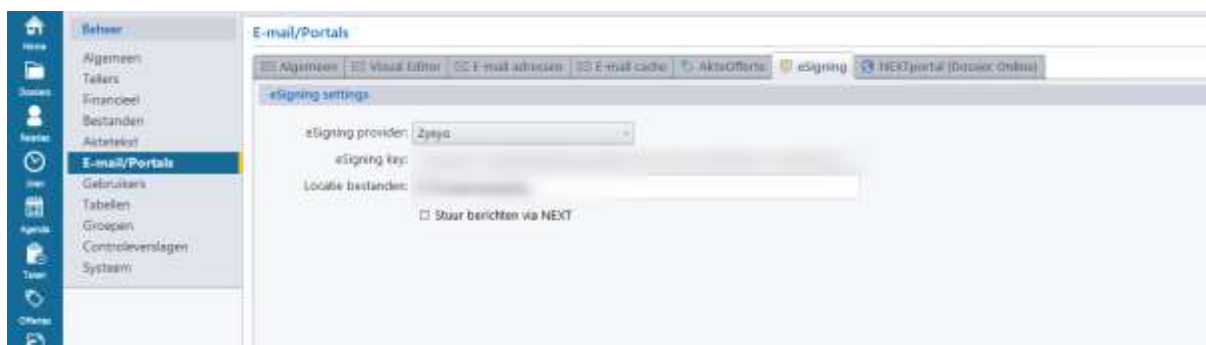 Home
Dossiers
Relaties
Uren
Agenda
Taken
Offertes
Beheer
Algemeen
Tellers
Financieel
Bestanden
Aktetekst
E-mail/Portals
Gebruikers
Tabellen
Groepen
Controleverslagen
Systeem
E-mail/Portals
Algemeen Visual Editor E-mail adressen E-mail cache AkteOfferte eSigning NEXTportal (Dossier Online)
eSigning settings
eSigning provider: Zynyo
eSigning key:
Locatie bestanden:
Stuur berichten via NEXT